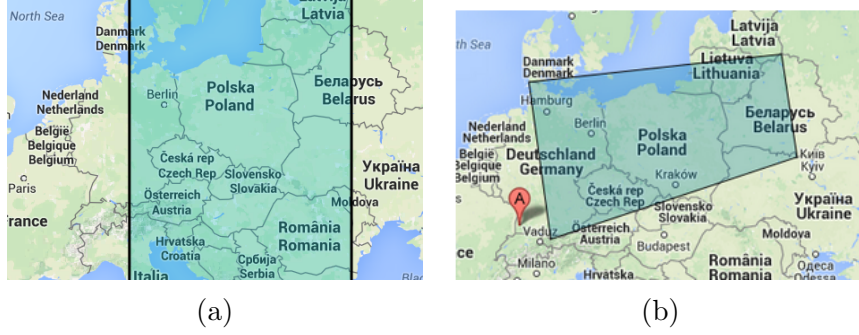 North Sea
Latvija
Latvia
Danmark
Denmark
Nederland
Netherlands
België
Belgique
Belgium
Paris
France
Berlin
Polska
Poland
Беларусь
Belarus
Česká rep
Czech Rep
Slovensko
Slovakia
Österreich
Austria
Україна
Ukraine
Moldova
România
Romania
Hrvatska
Croatia
Србија
Serbia
Italia
(a)
th Sea
Latvija
Latvia
Danmark
Denmark
Lietuva
Lithuania
Hamburg
Nederland
Netherlands
Berlin
Беларусь
Belarus
België
Belgique
Belgium
Deutschland
Germany
Polska
Poland
Київ
Kyiv
Kraków
Česká rep
Czech Rep
A
Slovensko
Slovakia
Україна
Ukraine
Vaduz
Österreich
Austria
Budapest
Moldova
ce
Milano
Hrvatska
România
Romania
Одеса
Odessa
(b)